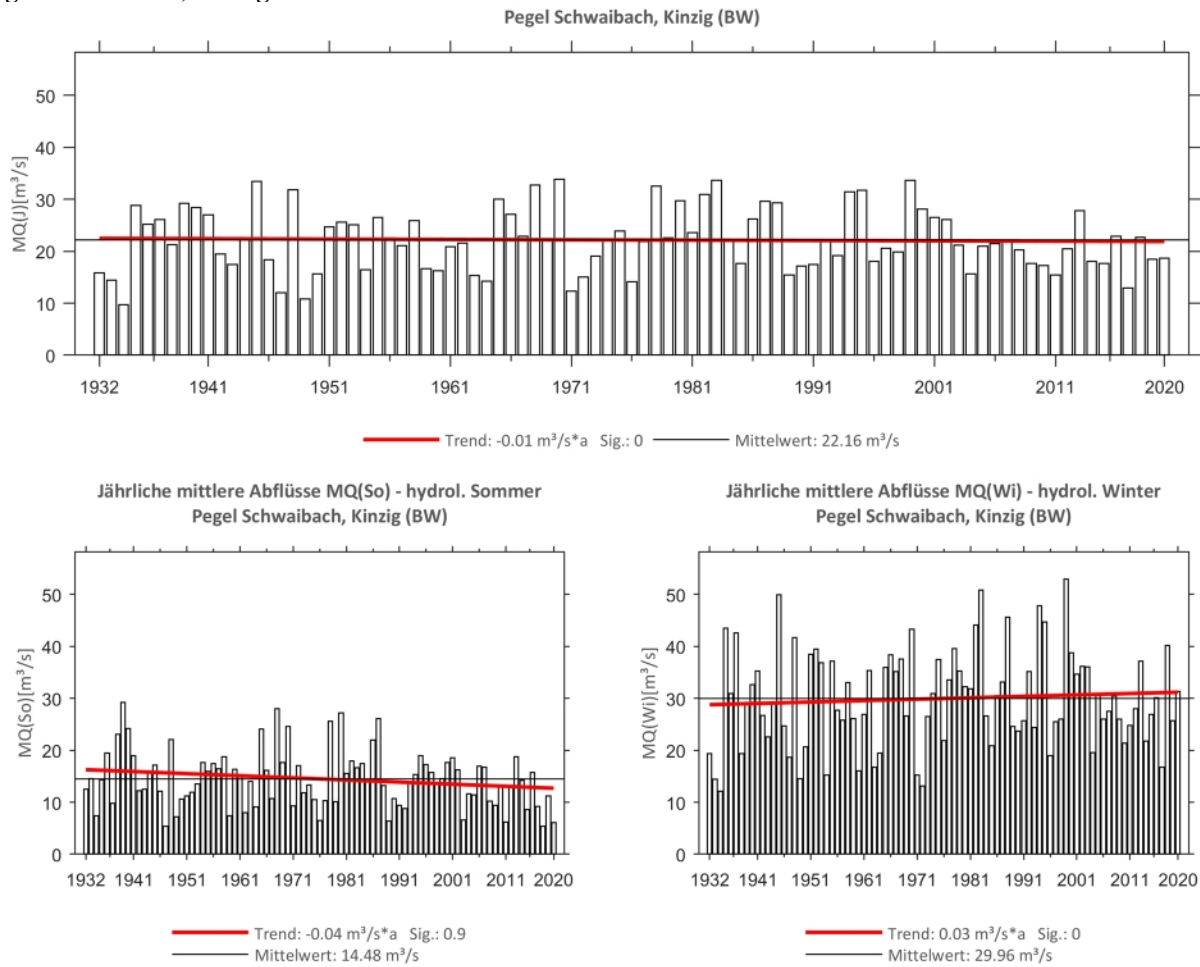 Pegel Schwaibach, Kinzig (BW)
MQ(J)[m³/s]
50
40
30
20
10
0
1932 1941 1951 1961 1971 1981 1991 2001 2011 2020
Trend: -0.01 m³/s*a Sig.: 0 Mittelwert: 22.16 m³/s
Jährliche mittlere Abflüsse MQ(So) - hydrol. Sommer
Pegel Schwaibach, Kinzig (BW)
MQ(So)[m³/s]
50
40
30
20
10
0
1932 1941 1951 1961 1971 1981 1991 2001 2011 2020
Trend: -0.04 m³/s*a Sig.: 0.9
Mittelwert: 14.48 m³/s
Jährliche mittlere Abflüsse MQ(Wi) - hydrol. Winter
Pegel Schwaibach, Kinzig (BW)
MQ(Wi)[m³/s]
50
40
30
20
10
0
1932 1941 1951 1961 1971 1981 1991 2001 2011 2020
Trend: 0.03 m³/s*a Sig.: 0
Mittelwert: 29.96 m³/s